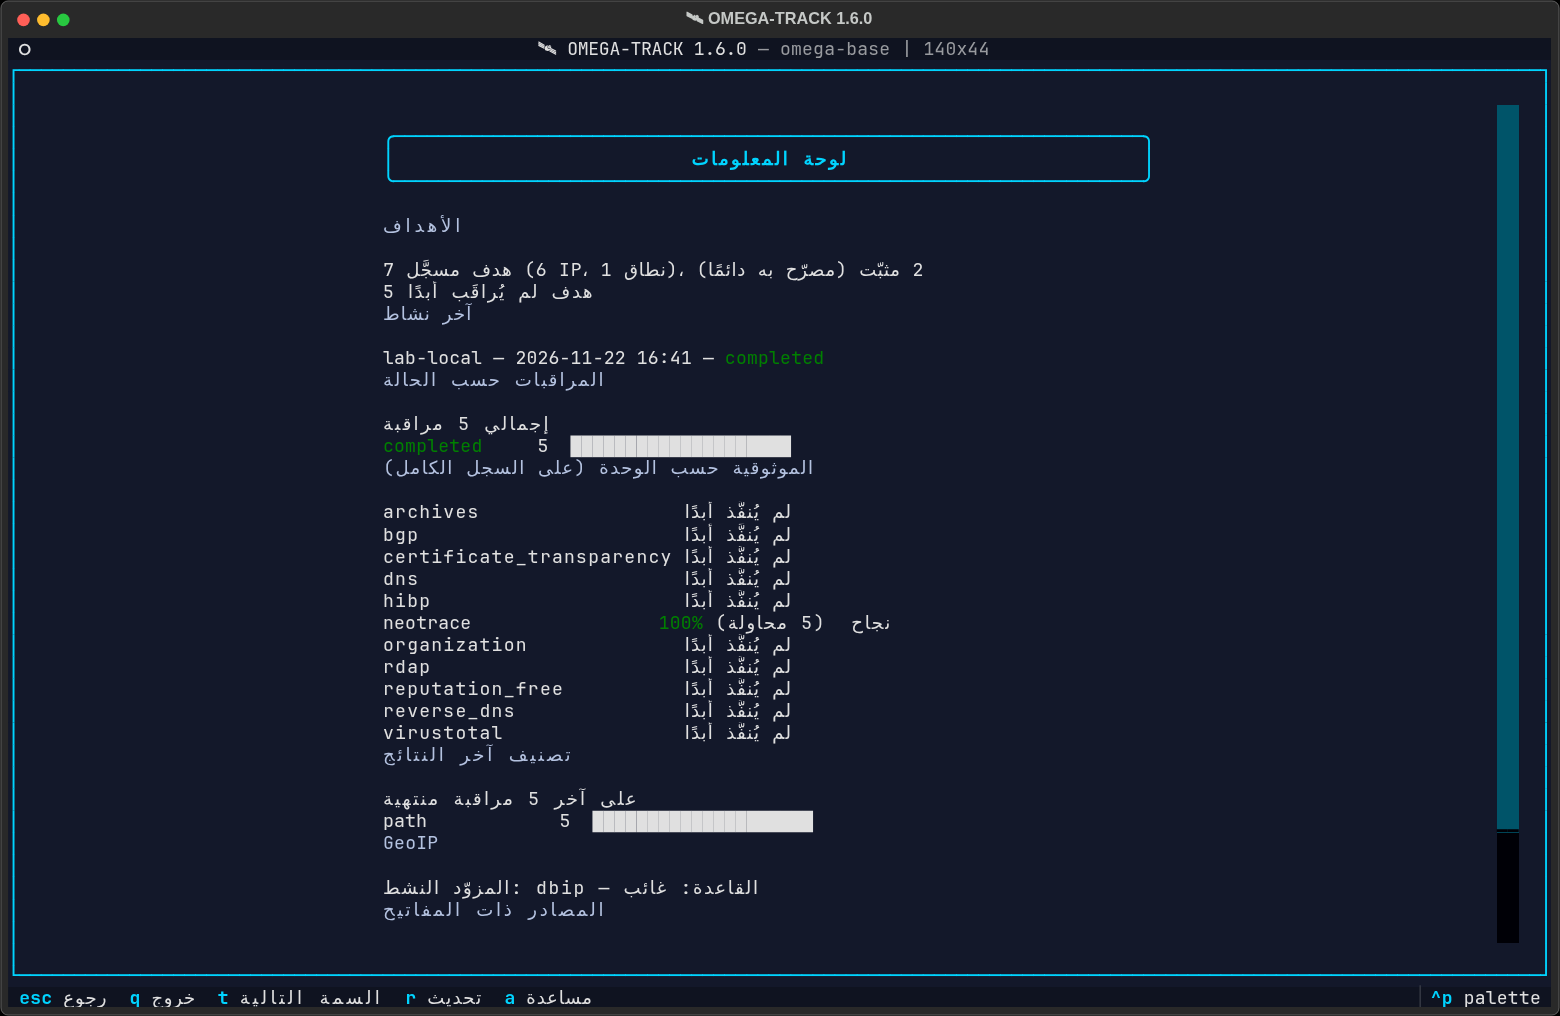 OMEGA-TRACK 1.6.0
OMEGA-TRACK 1.6.0 — omega-base | 140x44
لوحة المعلومات
الأهداف
7 هدف مسجَّل (6 IP، 1 نطاق)، 2 مثبّت (مصرّح به دائمًا)
5 هدف لم يُراقَب أبدًا
آخر نشاط
lab-local — 2026-11-22 16:41 — completed
المراقبات حسب الحالة
إجمالي 5 مراقبة
completed 5
الموثوقية حسب الوحدة (على السجل الكامل)
archives لم يُنفَّذ أبدًا
bgp لم يُنفَّذ أبدًا
certificate_transparency لم يُنفَّذ أبدًا
dns لم يُنفَّذ أبدًا
hibp لم يُنفَّذ أبدًا
neotrace 100% نجاح (5 محاولة)
organization لم يُنفَّذ أبدًا
rdap لم يُنفَّذ أبدًا
reputation_free لم يُنفَّذ أبدًا
reverse_dns لم يُنفَّذ أبدًا
virustotal لم يُنفَّذ أبدًا
تصنيف آخر النتائج
على آخر 5 مراقبة منتهية
path 5
GeoIP
المزوّد النشط: dbip — القاعدة: غائب
المصادر ذات المفاتيح
esc رجوع q خروج t السمة التالية r تحديث a مساعدة ^p palette